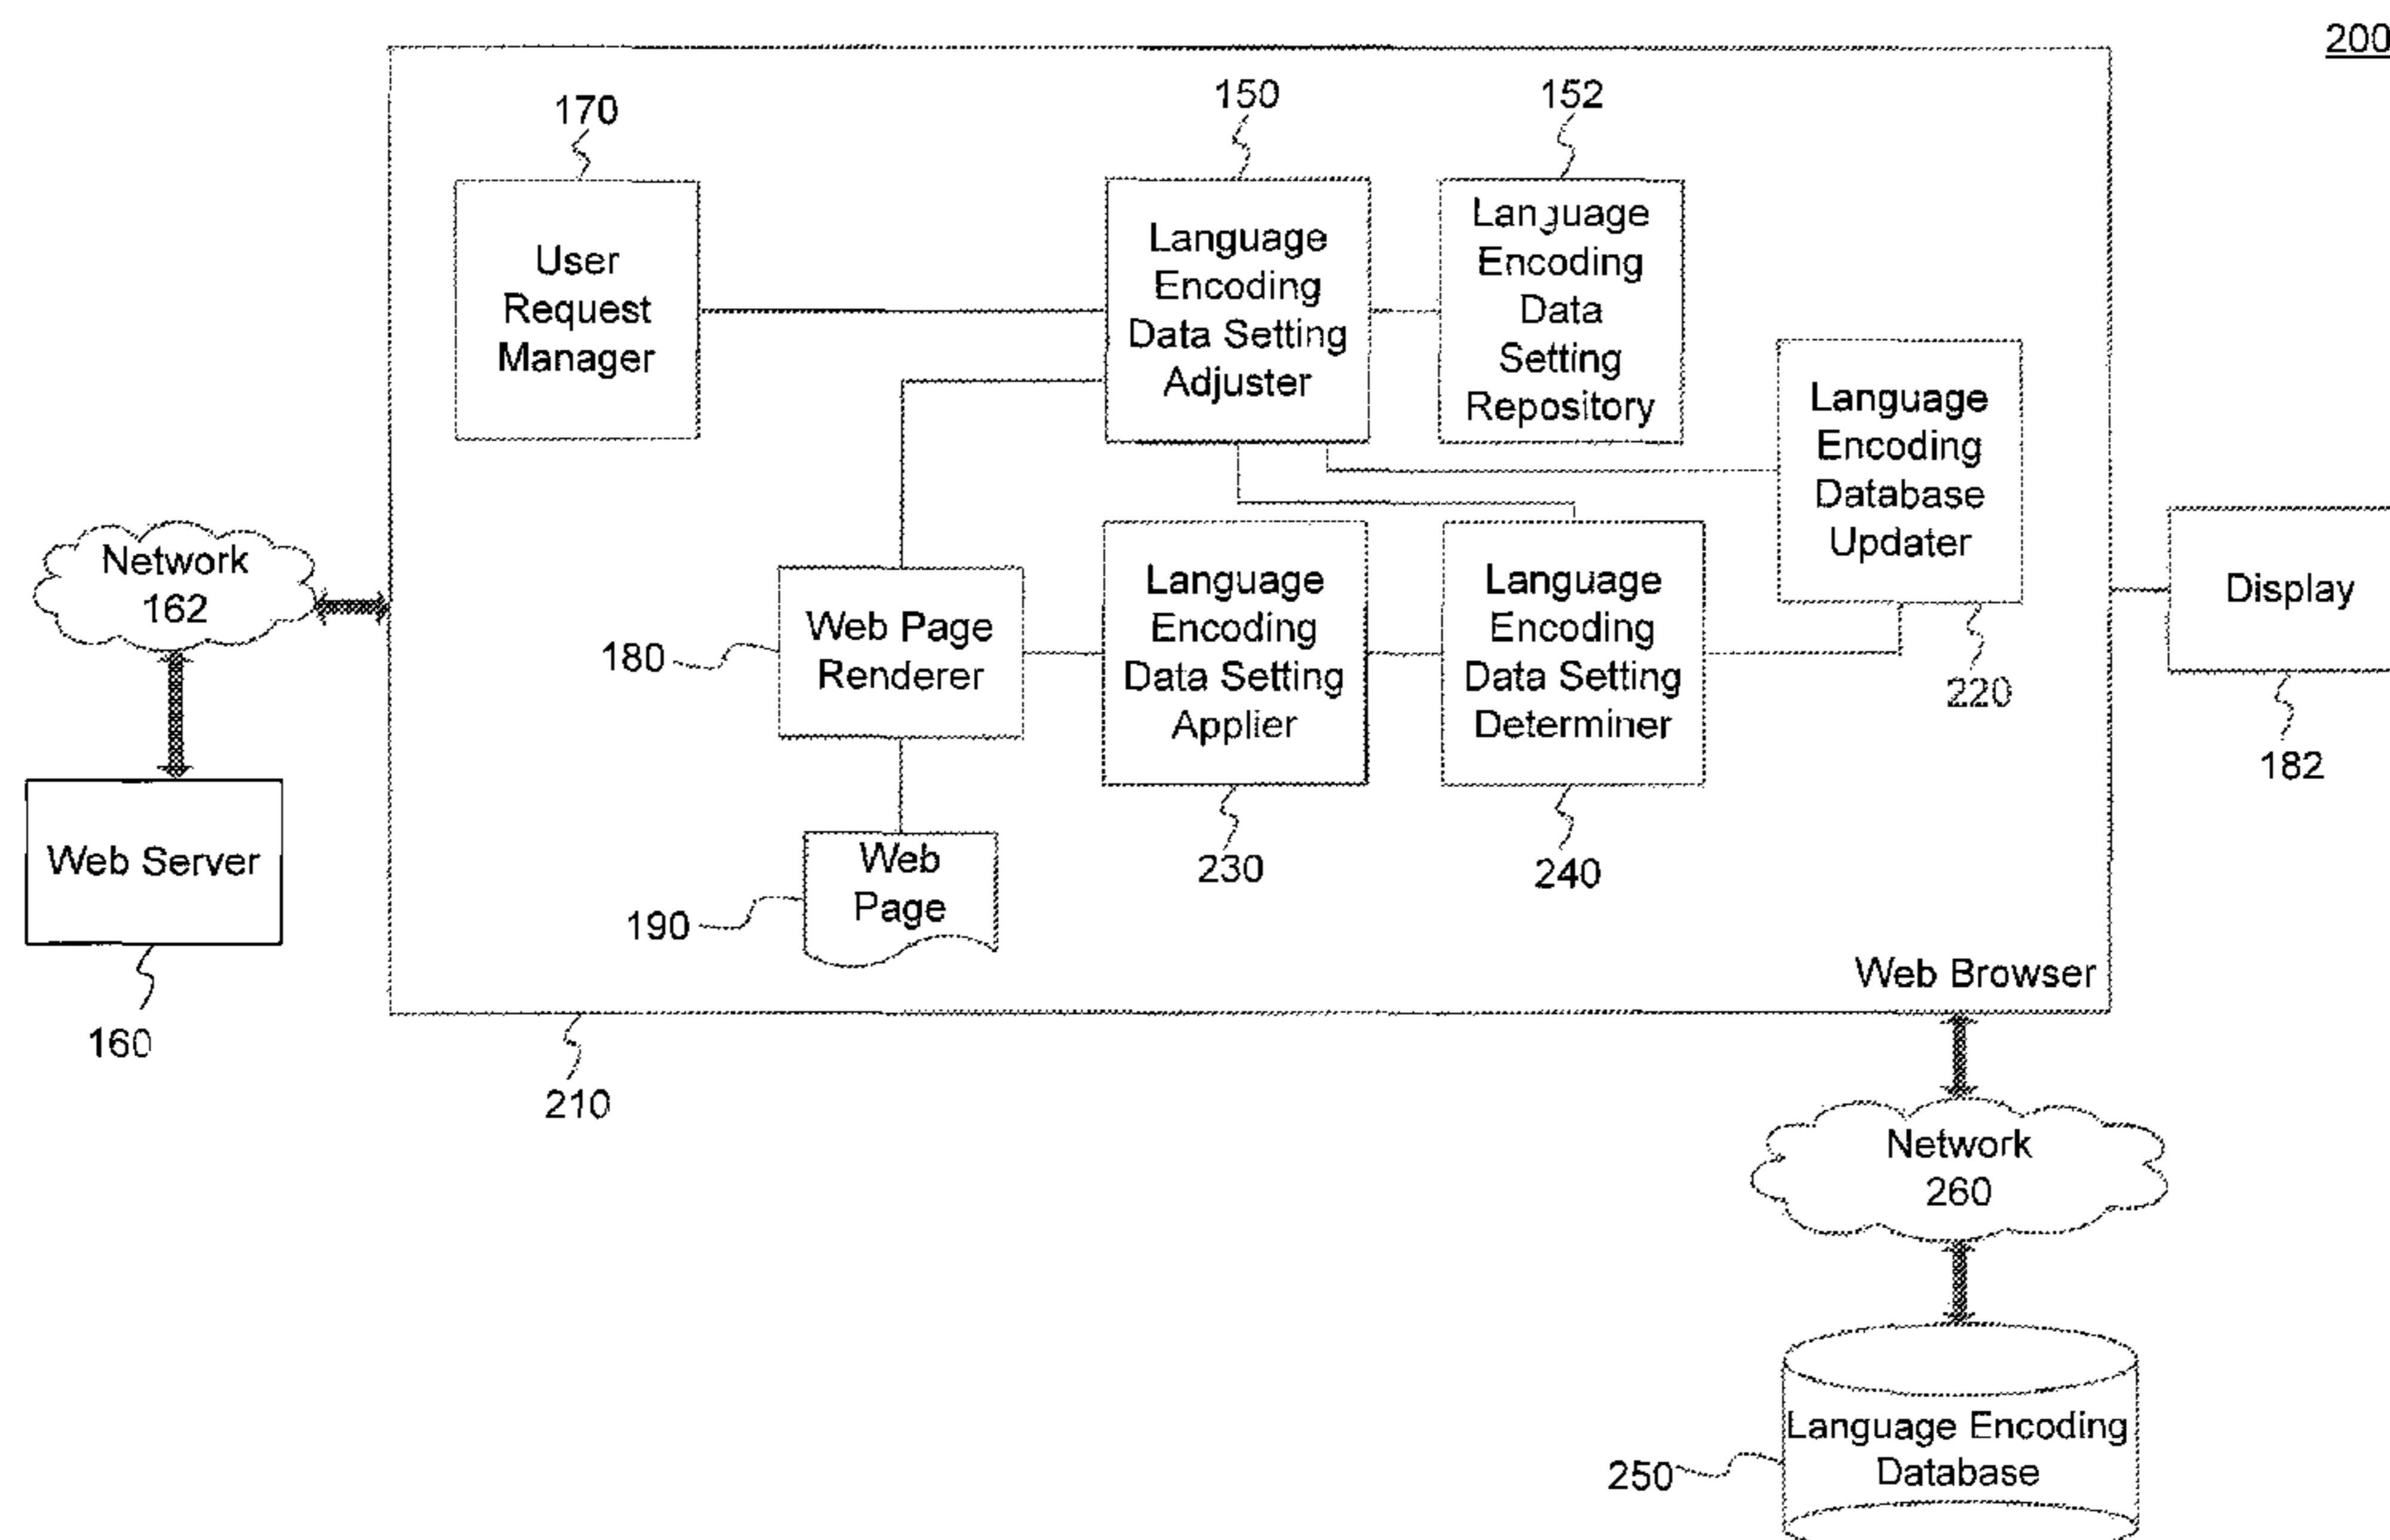 200
170
150
152
User
Request
Manager
Language
Encoding
Data Setting
Adjuster
Language
Encoding
Data
Setting
Repository
Language
Encoding
Database
Updater
220
Network
162
180
Web Page
Renderer
Language
Encoding
Data Setting
Applier
Language
Encoding
Data Setting
Determiner
Display
182
Web Server
160
190
Web
Page
230
240
Web Browser
210
Network
260
250
Language Encoding
Database